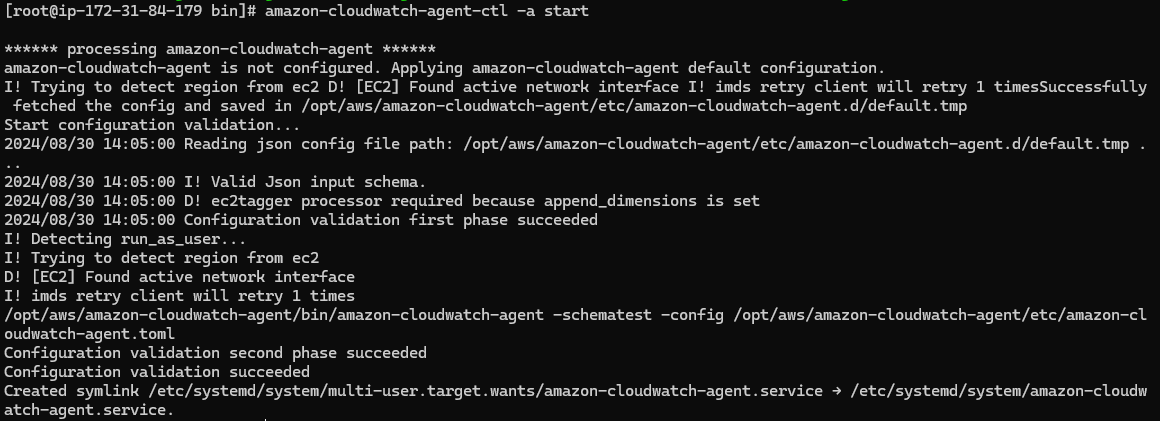 [root@ip-172-31-84-179 bin]# amazon-cloudwatch-agent-ctl -a start
****** processing amazon-cloudwatch-agent ******
amazon-cloudwatch-agent is not configured. Applying amazon-cloudwatch-agent default configuration.
I! Trying to detect region from ec2 D! [EC2] Found active network interface I! imds retry client will retry 1 timesSuccessfully
 fetched the config and saved in /opt/aws/amazon-cloudwatch-agent/etc/amazon-cloudwatch-agent.d/default.tmp
Start configuration validation...
2024/08/30 14:05:00 Reading json config file path: /opt/aws/amazon-cloudwatch-agent/etc/amazon-cloudwatch-agent.d/default.tmp .
..
2024/08/30 14:05:00 I! Valid Json input schema.
2024/08/30 14:05:00 D! ec2tagger processor required because append_dimensions is set
2024/08/30 14:05:00 Configuration validation first phase succeeded
I! Detecting run_as_user...
I! Trying to detect region from ec2
D! [EC2] Found active network interface
I! imds retry client will retry 1 times
/opt/aws/amazon-cloudwatch-agent/bin/amazon-cloudwatch-agent -schematest -config /opt/aws/amazon-cloudwatch-agent/etc/amazon-cl
oudwatch-agent.toml
Configuration validation second phase succeeded
Configuration validation succeeded
Created symlink /etc/systemd/system/multi-user.target.wants/amazon-cloudwatch-agent.service → /etc/systemd/system/amazon-cloudw
atch-agent.service.